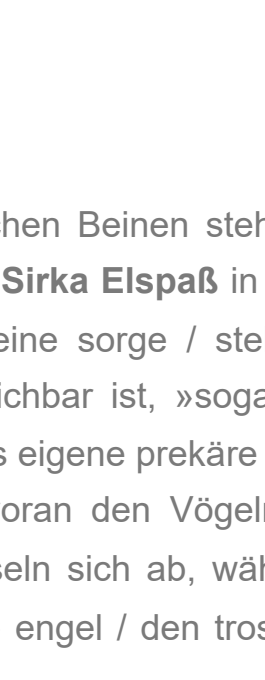 chen Beinen steh
Sirka Elspaß in
eine sorge / ste
ichbar ist, »soga
s eigene prekäre
oran den Vögel
seln sich ab, wäh
engel / den tros